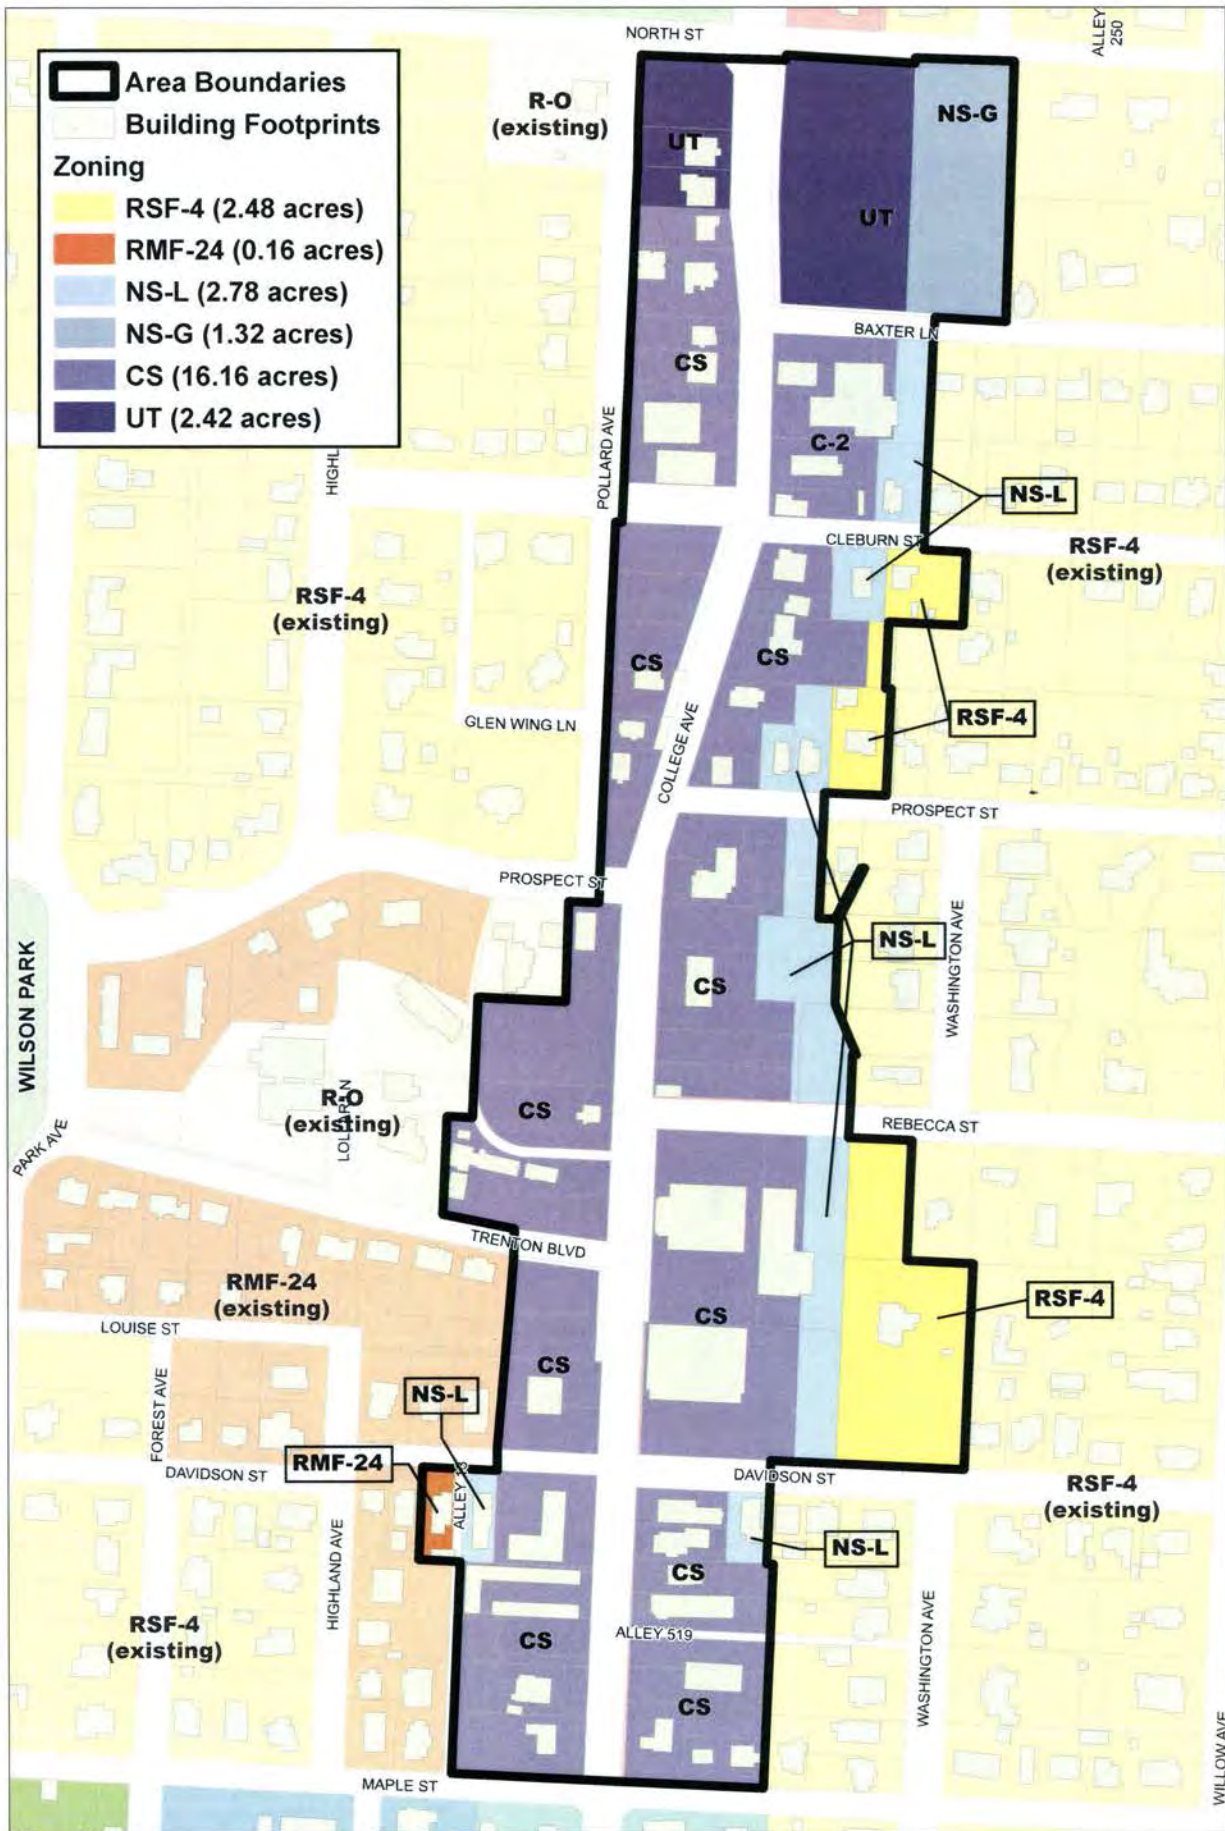 NORTH ST
ALLEY 250
Area Boundaries
Building Footprints
Zoning
RSF-4 (2.48 acres)
RMF-24 (0.16 acres)
NS-L (2.78 acres)
NS-G (1.32 acres)
CS (16.16 acres)
UT (2.42 acres)
R-O
(existing)
UT
NS-G
UT
BAXTER LN
CS
C-2
POLLARD AVE
HIGHL
NS-L
CLEBURN ST
RSF-4
(existing)
RSF-4
(existing)
CS
CS
RSF-4
GLEN WING LN
COLLEGE AVE
PROSPECT ST
PROSPECT ST
WILSON PARK
NS-L
WASHINGTON AVE
CS
CS
R-O
(existing)
LOLLAR LN
PARK AVE
REBECCA ST
TRENTON BLVD
RMF-24
(existing)
RSF-4
CS
LOUISE ST
CS
FOREST AVE
NS-L
RMF-24
DAVIDSON ST
DAVIDSON ST
RSF-4
(existing)
NS-L
CS
HIGHLAND AVE
RSF-4
(existing)
CS
ALLEY 519
WASHINGTON AVE
CS
WILLOW AVE
MAPLE ST